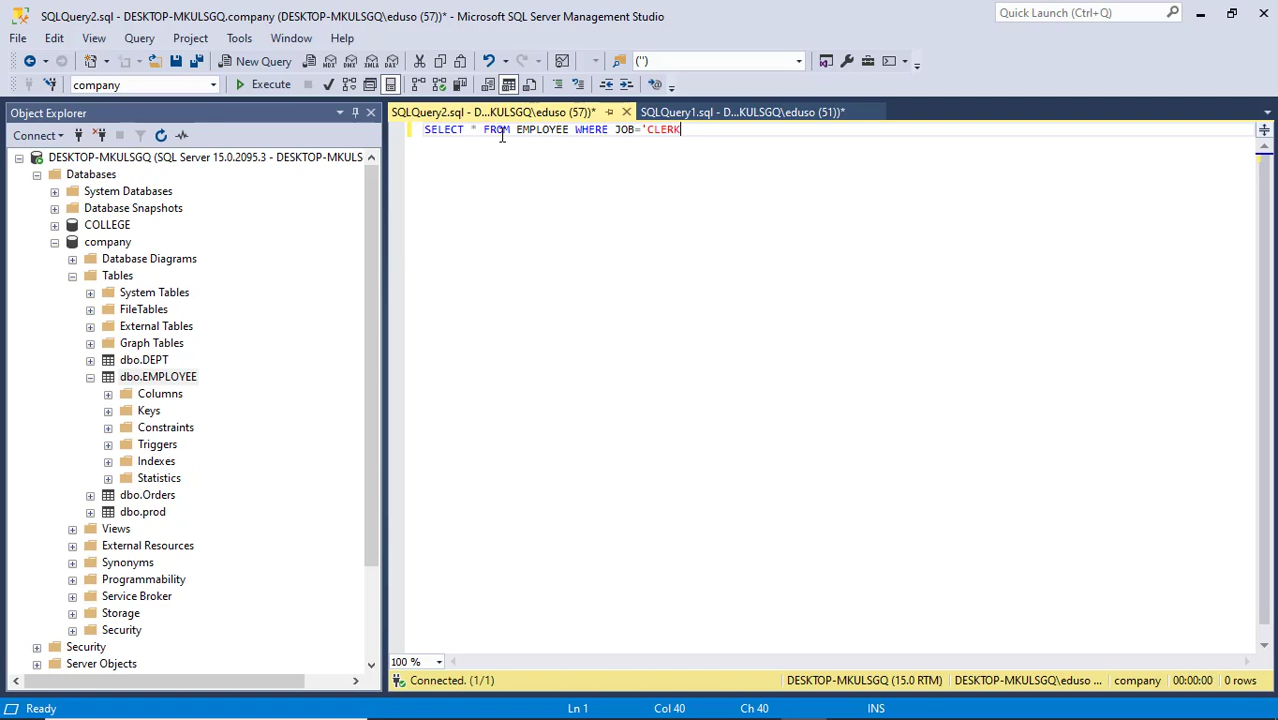 SQLQuery2.sql - DESKTOP-MKULSGQ.company (DESKTOP-MKULSGQ\eduso (57))* - Microsoft SQL Server Management Studio
Quick Launch (Ctrl+Q)
File Edit View Query Project Tools Window Help
New Query MDX DMX XMLA DAX (")
company Execute
Object Explorer
SQLQuery2.sql - D...KULSGQ\eduso (57))* SQLQuery1.sql - D...KULSGQ\eduso (51))*
Connect
SELECT * FROM EMPLOYEE WHERE JOB='CLERK
DESKTOP-MKULSGQ (SQL Server 15.0.2095.3 - DESKTOP-MKULS
Databases
System Databases
Database Snapshots
COLLEGE
company
Database Diagrams
Tables
System Tables
FileTables
External Tables
Graph Tables
dbo.DEPT
dbo.EMPLOYEE
Columns
Keys
Constraints
Triggers
Indexes
Statistics
dbo.Orders
dbo.prod
Views
External Resources
Synonyms
Programmability
Service Broker
Storage
Security
Security
Server Objects
100 %
Connected. (1/1) DESKTOP-MKULSGQ (15.0 RTM) DESKTOP-MKULSGQ\eduso ... company 00:00:00 0 rows
Ready Ln 1 Col 40 Ch 40 INS